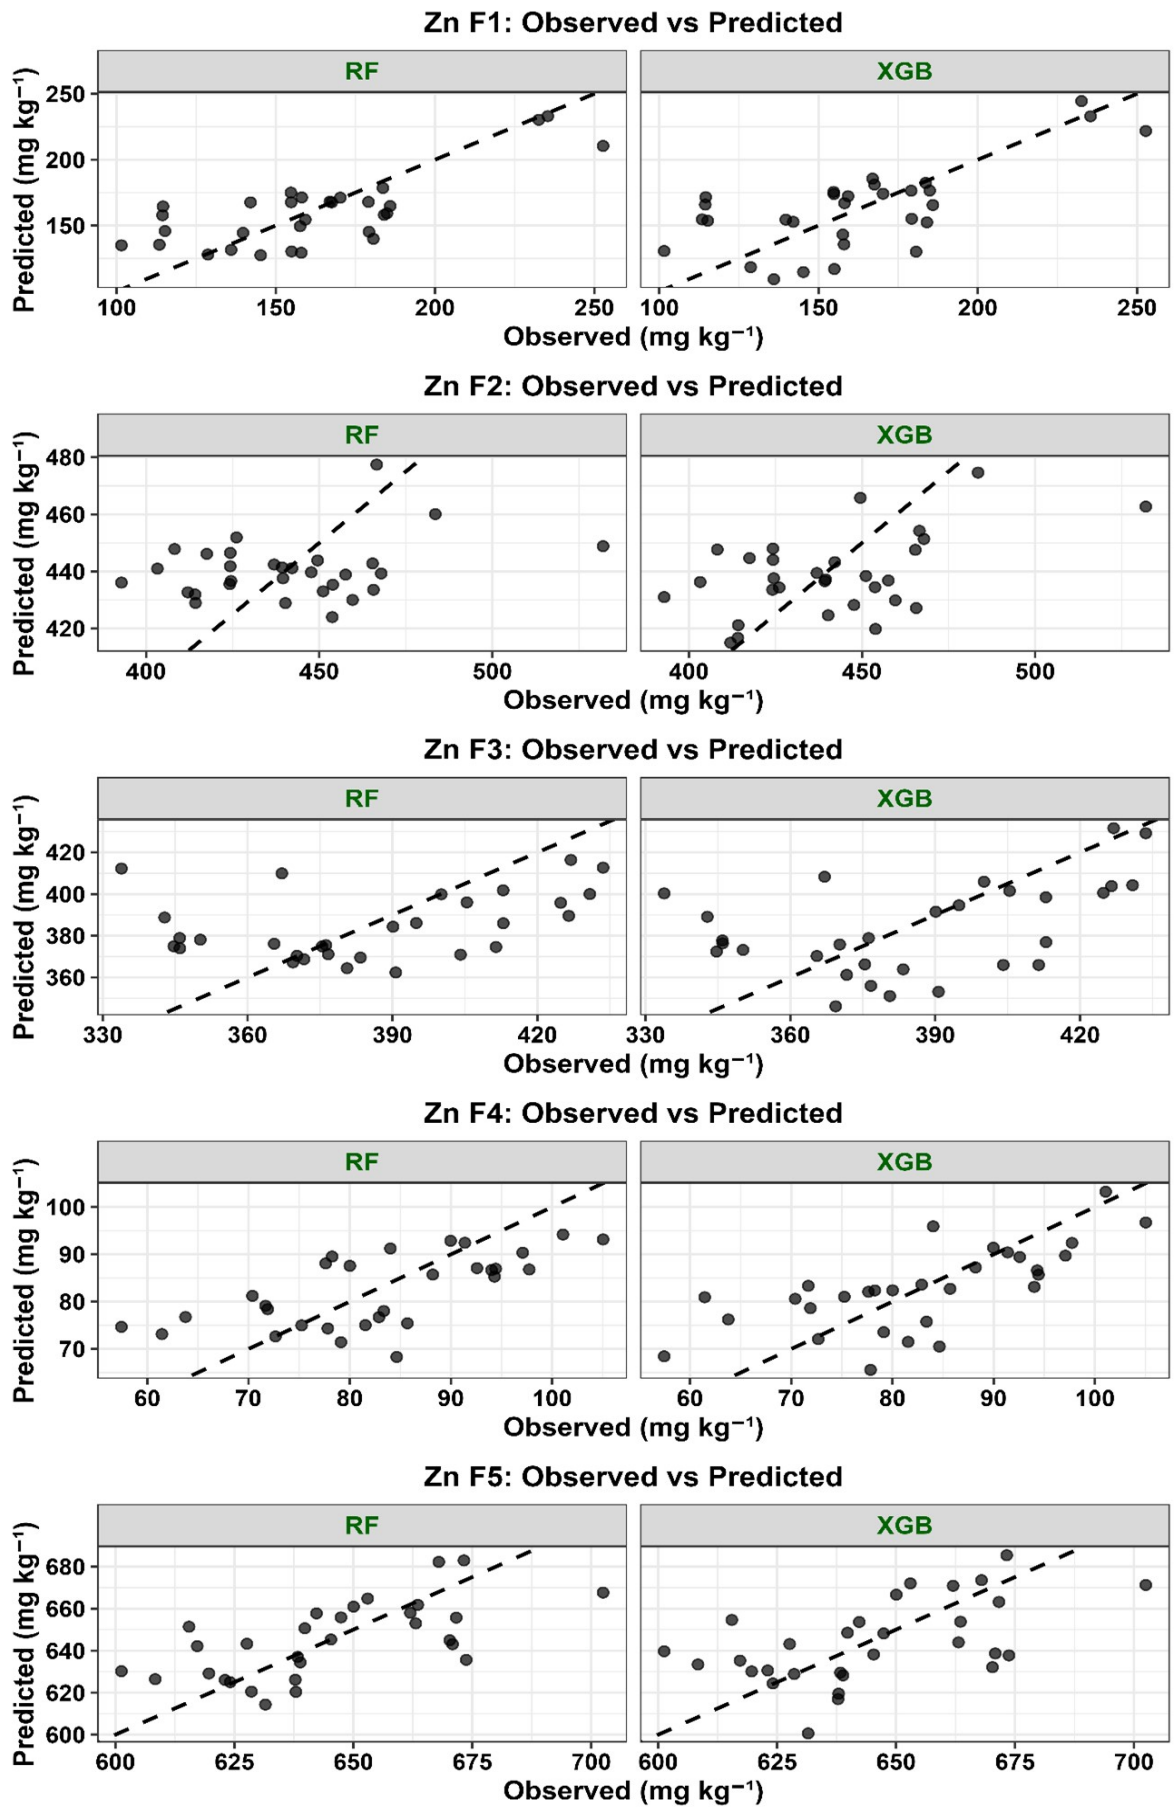 Zn F1: Observed vs Predicted
RF XGB
Predicted (mg kg⁻¹)
250
200
150
100 150 200 250 100 150 200 250
Observed (mg kg⁻¹)
Zn F2: Observed vs Predicted
RF XGB
Predicted (mg kg⁻¹)
480
460
440
420
400 450 500 400 450 500
Observed (mg kg⁻¹)
Zn F3: Observed vs Predicted
RF XGB
Predicted (mg kg⁻¹)
420
400
380
360
330 360 390 420 330 360 390 420
Observed (mg kg⁻¹)
Zn F4: Observed vs Predicted
RF XGB
Predicted (mg kg⁻¹)
100
90
80
70
60 70 80 90 100 60 70 80 90 100
Observed (mg kg⁻¹)
Zn F5: Observed vs Predicted
RF XGB
Predicted (mg kg⁻¹)
680
660
640
620
600
600 625 650 675 700 600 625 650 675 700
Observed (mg kg⁻¹)